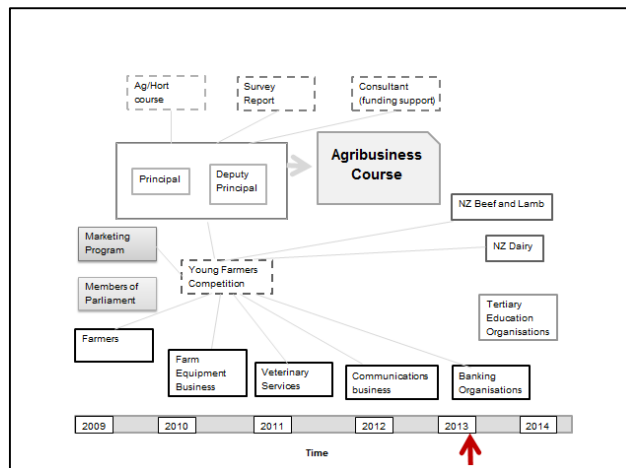 Ag/Hort
course
Survey
Report
Consultant
(funding support)
Principal
Deputy
Principal
Agribusiness
Course
NZ Beef and Lamb
Marketing
Program
NZ Dairy
Young Farmers
Competition
Members of
Parliament
Tertiary
Education
Organisations
Farmers
Farm
Equipment
Business
Veterinary
Services
Communications
business
Banking
Organisations
2009
2010
2011
2012
2013
2014
Time